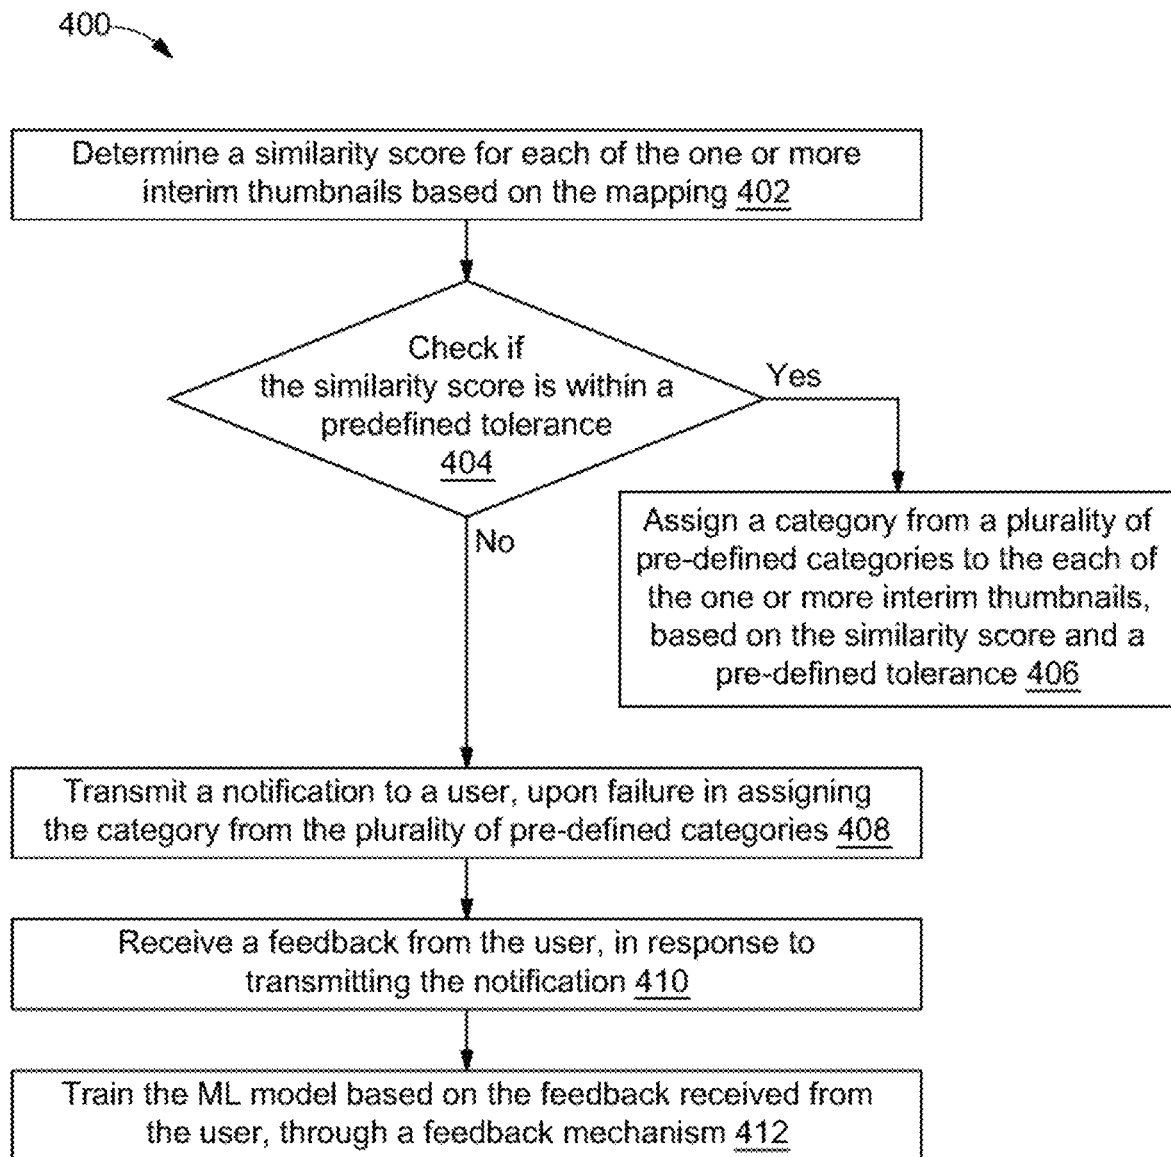 400
Determine a similarity score for each of the one or more
interim thumbnails based on the mapping 402
Check if
the similarity score is within a
predefined tolerance
404
Yes
No
Assign a category from a plurality of
pre-defined categories to the each of
the one or more interim thumbnails,
based on the similarity score and a
pre-defined tolerance 406
Transmit a notification to a user, upon failure in assigning
the category from the plurality of pre-defined categories 408
Receive a feedback from the user, in response to
transmitting the notification 410
Train the ML model based on the feedback received from
the user, through a feedback mechanism 412